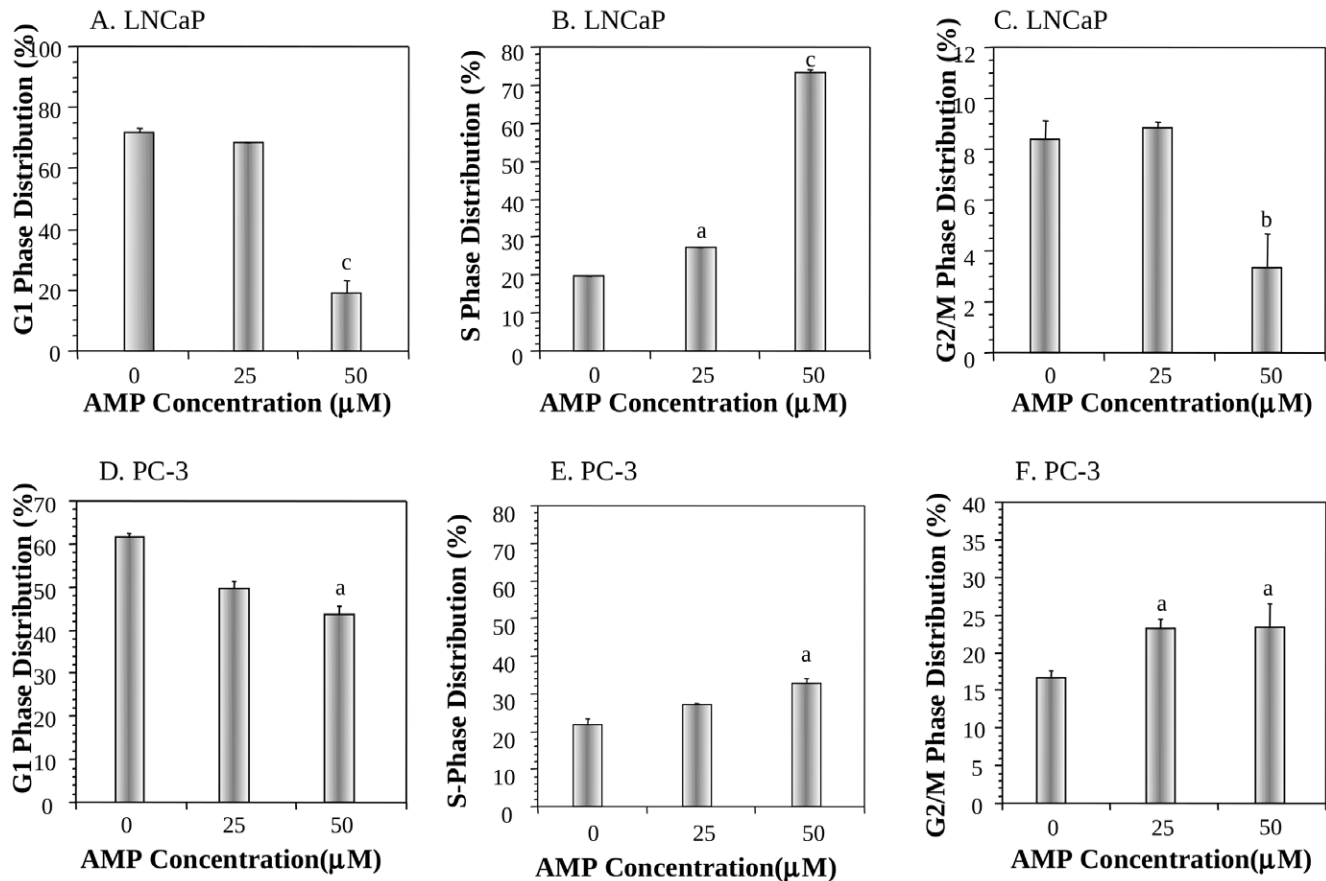 A. LNCaP
G1 Phase Distribution (%)
100
80
60
40
20
0
c
0 25 50
AMP Concentration (μM)
B. LNCaP
S Phase Distribution (%)
80
70
60
50
40
30
20
10
0
a
c
0 25 50
AMP Concentration (μM)
C. LNCaP
G2/M Phase Distribution (%)
12
10
8
6
4
2
0
b
0 25 50
AMP Concentration(μM)
D. PC-3
G1 Phase Distribution (%)
70
60
50
40
30
20
10
0
a
0 25 50
AMP Concentration(μM)
E. PC-3
S-Phase Distribution (%)
80
70
60
50
40
30
20
10
0
a
0 25 50
AMP Concentration(μM)
F. PC-3
G2/M Phase Distribution (%)
40
35
30
25
20
15
10
5
0
a a
0 25 50
AMP Concentration(μM)